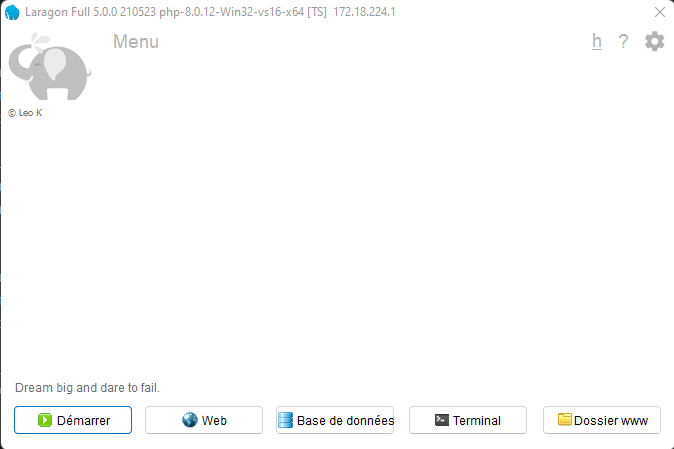 Laragon Full 5.0.0 210523 php-8.0.12-Win32-vs16-x64 [TS] 172.18.224.1
Menu
h ?
© Leo K
Dream big and dare to fail.
Démarrer Web Base de données Terminal Dossier www